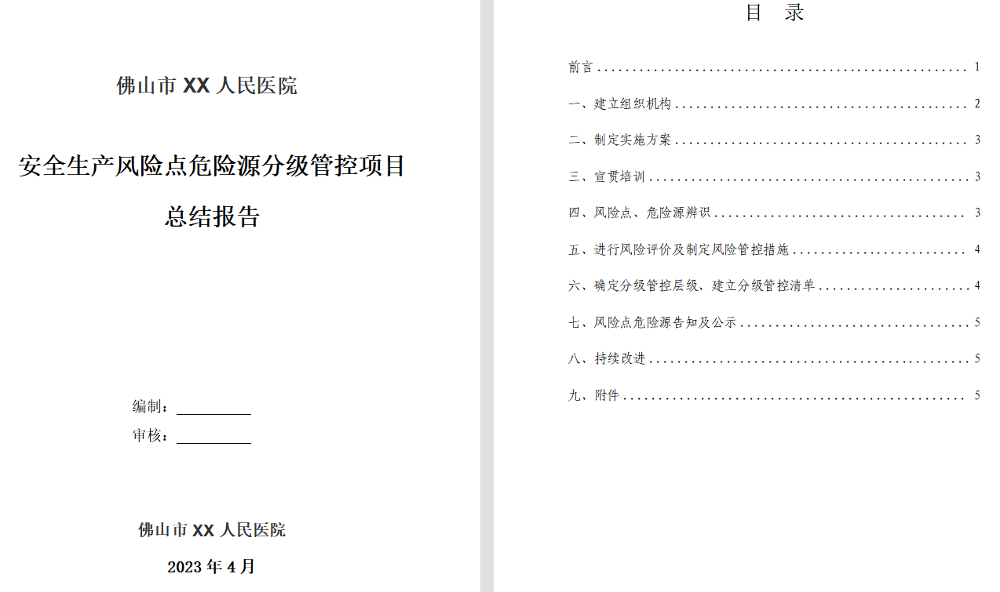 佛山市 XX 人民医院
安全生产风险点危险源分级管控项目
总结报告
编制：__________
审核：__________
佛山市 XX 人民医院
2023 年 4 月
目 录
前言.................................................... 1
一、建立组织机构......................................... 2
二、制定实施方案......................................... 3
三、宣贯培训............................................. 3
四、风险点、危险源辨识................................... 3
五、进行风险评价及制定风险管控措施....................... 4
六、确定分级管控层级、建立分级管控清单................... 4
七、风险点危险源告知及公示............................... 5
八、持续改进............................................. 5
九、附件................................................. 5